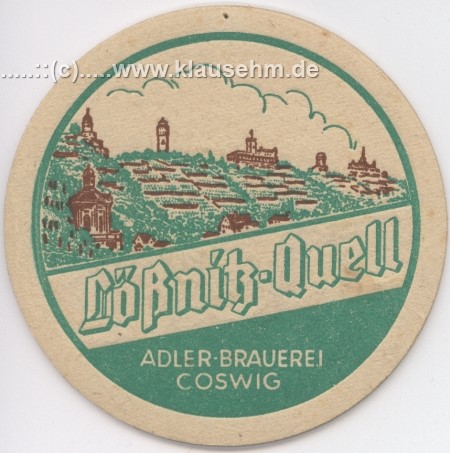 .....::(c).....www.klausehm.de
Lößnitz-Quell
ADLER-BRAUEREI
COSWIG